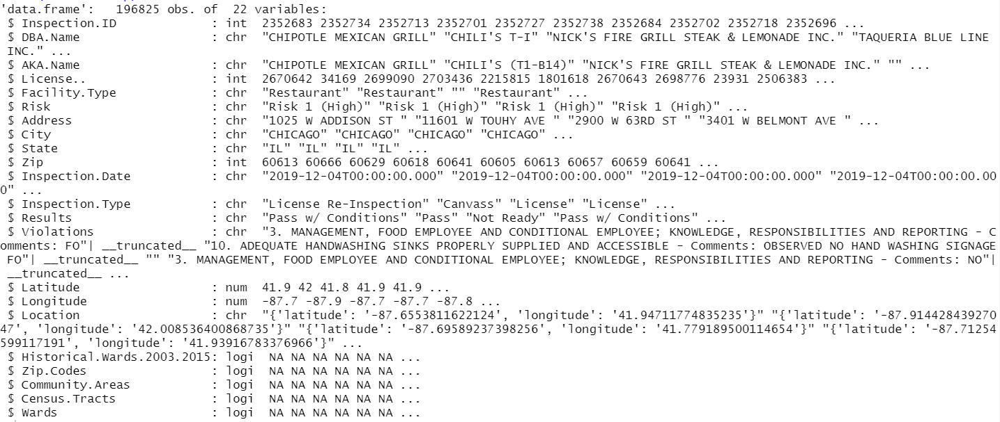 'data.frame':   196825 obs. of  22 variables:
 $ Inspection.ID             : int  2352683 2352734 2352713 2352701 2352727 2352738 2352684 2352702 2352718 2352696 ...
 $ DBA.Name                  : chr  "CHIPOTLE MEXICAN GRILL" "CHILI'S T-I" "NICK'S FIRE GRILL STEAK & LEMONADE INC." "TAQUERIA BLUE LINE
INC." ...
 $ AKA.Name                  : chr  "CHIPOTLE MEXICAN GRILL" "CHILI'S (T1-B14)" "NICK'S FIRE GRILL STEAK & LEMONADE INC." "" ...
 $ License..                 : int  2670642 34169 2699090 2703436 2215815 1801618 2670643 2698776 23931 2506383 ...
 $ Facility.Type             : chr  "Restaurant" "Restaurant" "" "Restaurant" ...
 $ Risk                      : chr  "Risk 1 (High)" "Risk 1 (High)" "Risk 1 (High)" "Risk 1 (High)" ...
 $ Address                   : chr  "1025 W ADDISON ST " "11601 W TOUHY AVE " "2900 W 63RD ST " "3401 W BELMONT AVE " ...
 $ City                      : chr  "CHICAGO" "CHICAGO" "CHICAGO" "CHICAGO" ...
 $ State                     : chr  "IL" "IL" "IL" "IL" ...
 $ Zip                       : int  60613 60666 60629 60618 60641 60605 60613 60657 60659 60641 ...
 $ Inspection.Date           : chr  "2019-12-04T00:00:00.000" "2019-12-04T00:00:00.000" "2019-12-04T00:00:00.000" "2019-12-04T00:00:00.00
0" ...
 $ Inspection.Type           : chr  "License Re-Inspection" "Canvass" "License" "License" ...
 $ Results                   : chr  "Pass w/ Conditions" "Pass" "Not Ready" "Pass w/ Conditions" ...
 $ Violations                : chr  "3. MANAGEMENT, FOOD EMPLOYEE AND CONDITIONAL EMPLOYEE; KNOWLEDGE, RESPONSIBILITIES AND REPORTING - C
omments: FO"| __truncated__ "10. ADEQUATE HANDWASHING SINKS PROPERLY SUPPLIED AND ACCESSIBLE - Comments: OBSERVED NO HAND WASHING SIGNAGE
FO"| __truncated__ "" "3. MANAGEMENT, FOOD EMPLOYEE AND CONDITIONAL EMPLOYEE; KNOWLEDGE, RESPONSIBILITIES AND REPORTING - Comments: NO"|
__truncated__ ...
 $ Latitude                  : num  41.9 42 41.8 41.9 41.9 ...
 $ Longitude                 : num  -87.7 -87.9 -87.7 -87.7 -87.8 ...
 $ Location                  : chr  "{'latitude': '-87.6553811622124', 'longitude': '41.94711774835235'}" "{'latitude': '-87.914428439270
47', 'longitude': '42.008536400868735'}" "{'latitude': '-87.69589237398256', 'longitude': '41.779189500114654'}" "{'latitude': '-87.71254
599117191', 'longitude': '41.93916783376966'}" ...
 $ Historical.Wards.2003.2015: logi  NA NA NA NA NA NA ...
 $ Zip.Codes                 : logi  NA NA NA NA NA NA ...
 $ Community.Areas           : logi  NA NA NA NA NA NA ...
 $ Census.Tracts             : logi  NA NA NA NA NA NA ...
 $ Wards                     : logi  NA NA NA NA NA NA ...